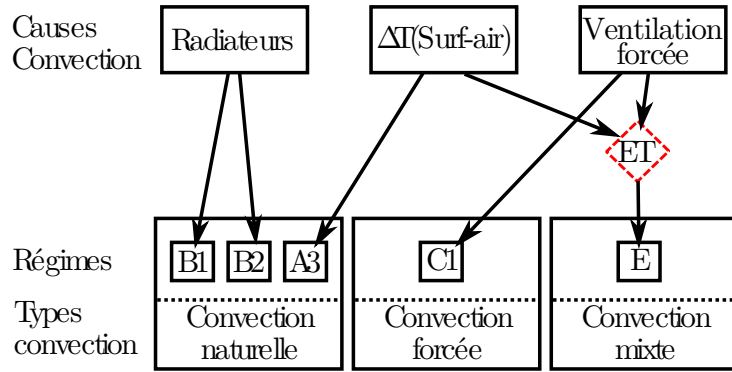 Causes
Convection
Radiateurs
ΔT(Surf-air)
Ventilation
forcée
ET
Régimes
B1 B2 A3 C1 E
Types
convection
Convection
naturelle
Convection
forcée
Convection
mixte